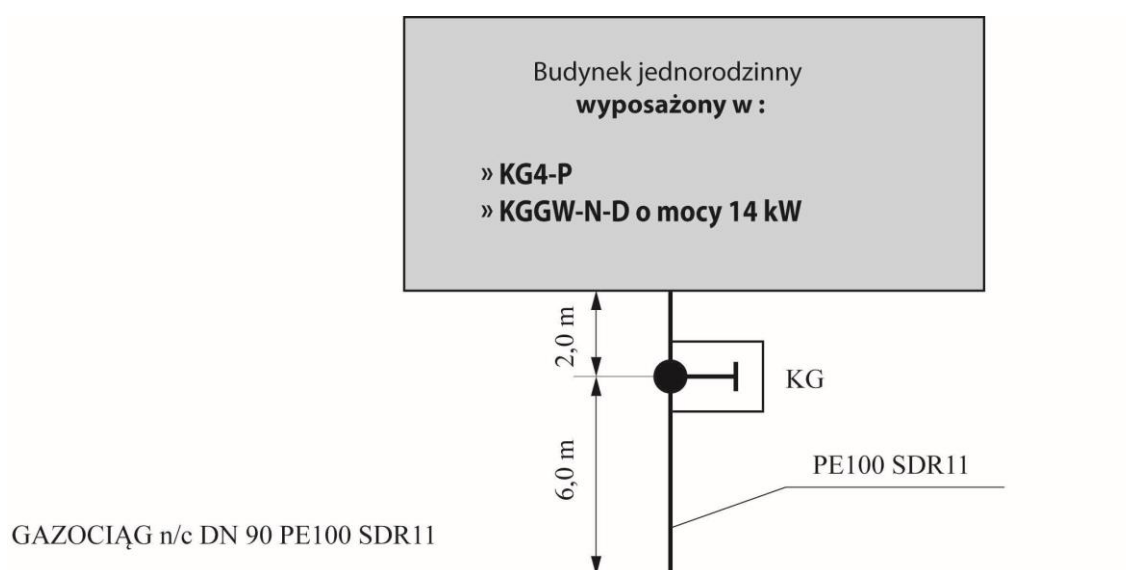 Budynek jednorodzinny
wyposażony w :
» KG4-P
» KGGW-N-D o mocy 14 kW
2,0 m
KG
6,0 m
PE100 SDR11
GAZOCIĄG n/c DN 90 PE100 SDR11